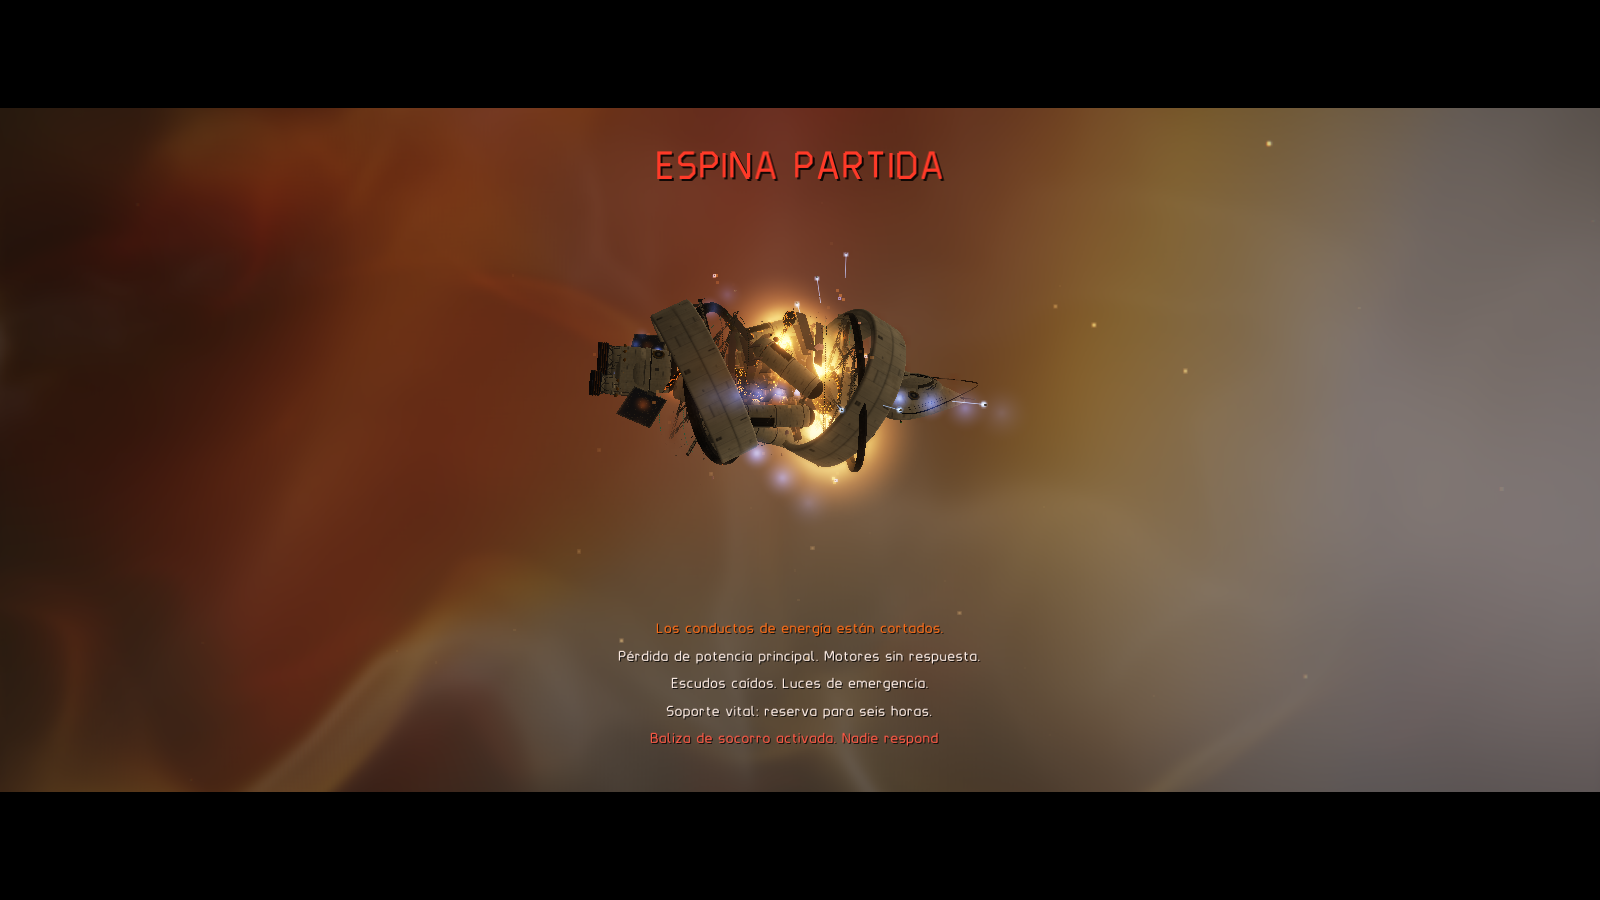 ESPINA PARTIDA
Los conductos de energía están cortados.
Pérdida de potencia principal. Motores sin respuesta.
Escudos caídos. Luces de emergencia.
Soporte vital: reserva para seis horas.
Baliza de socorro activada. Nadie respond